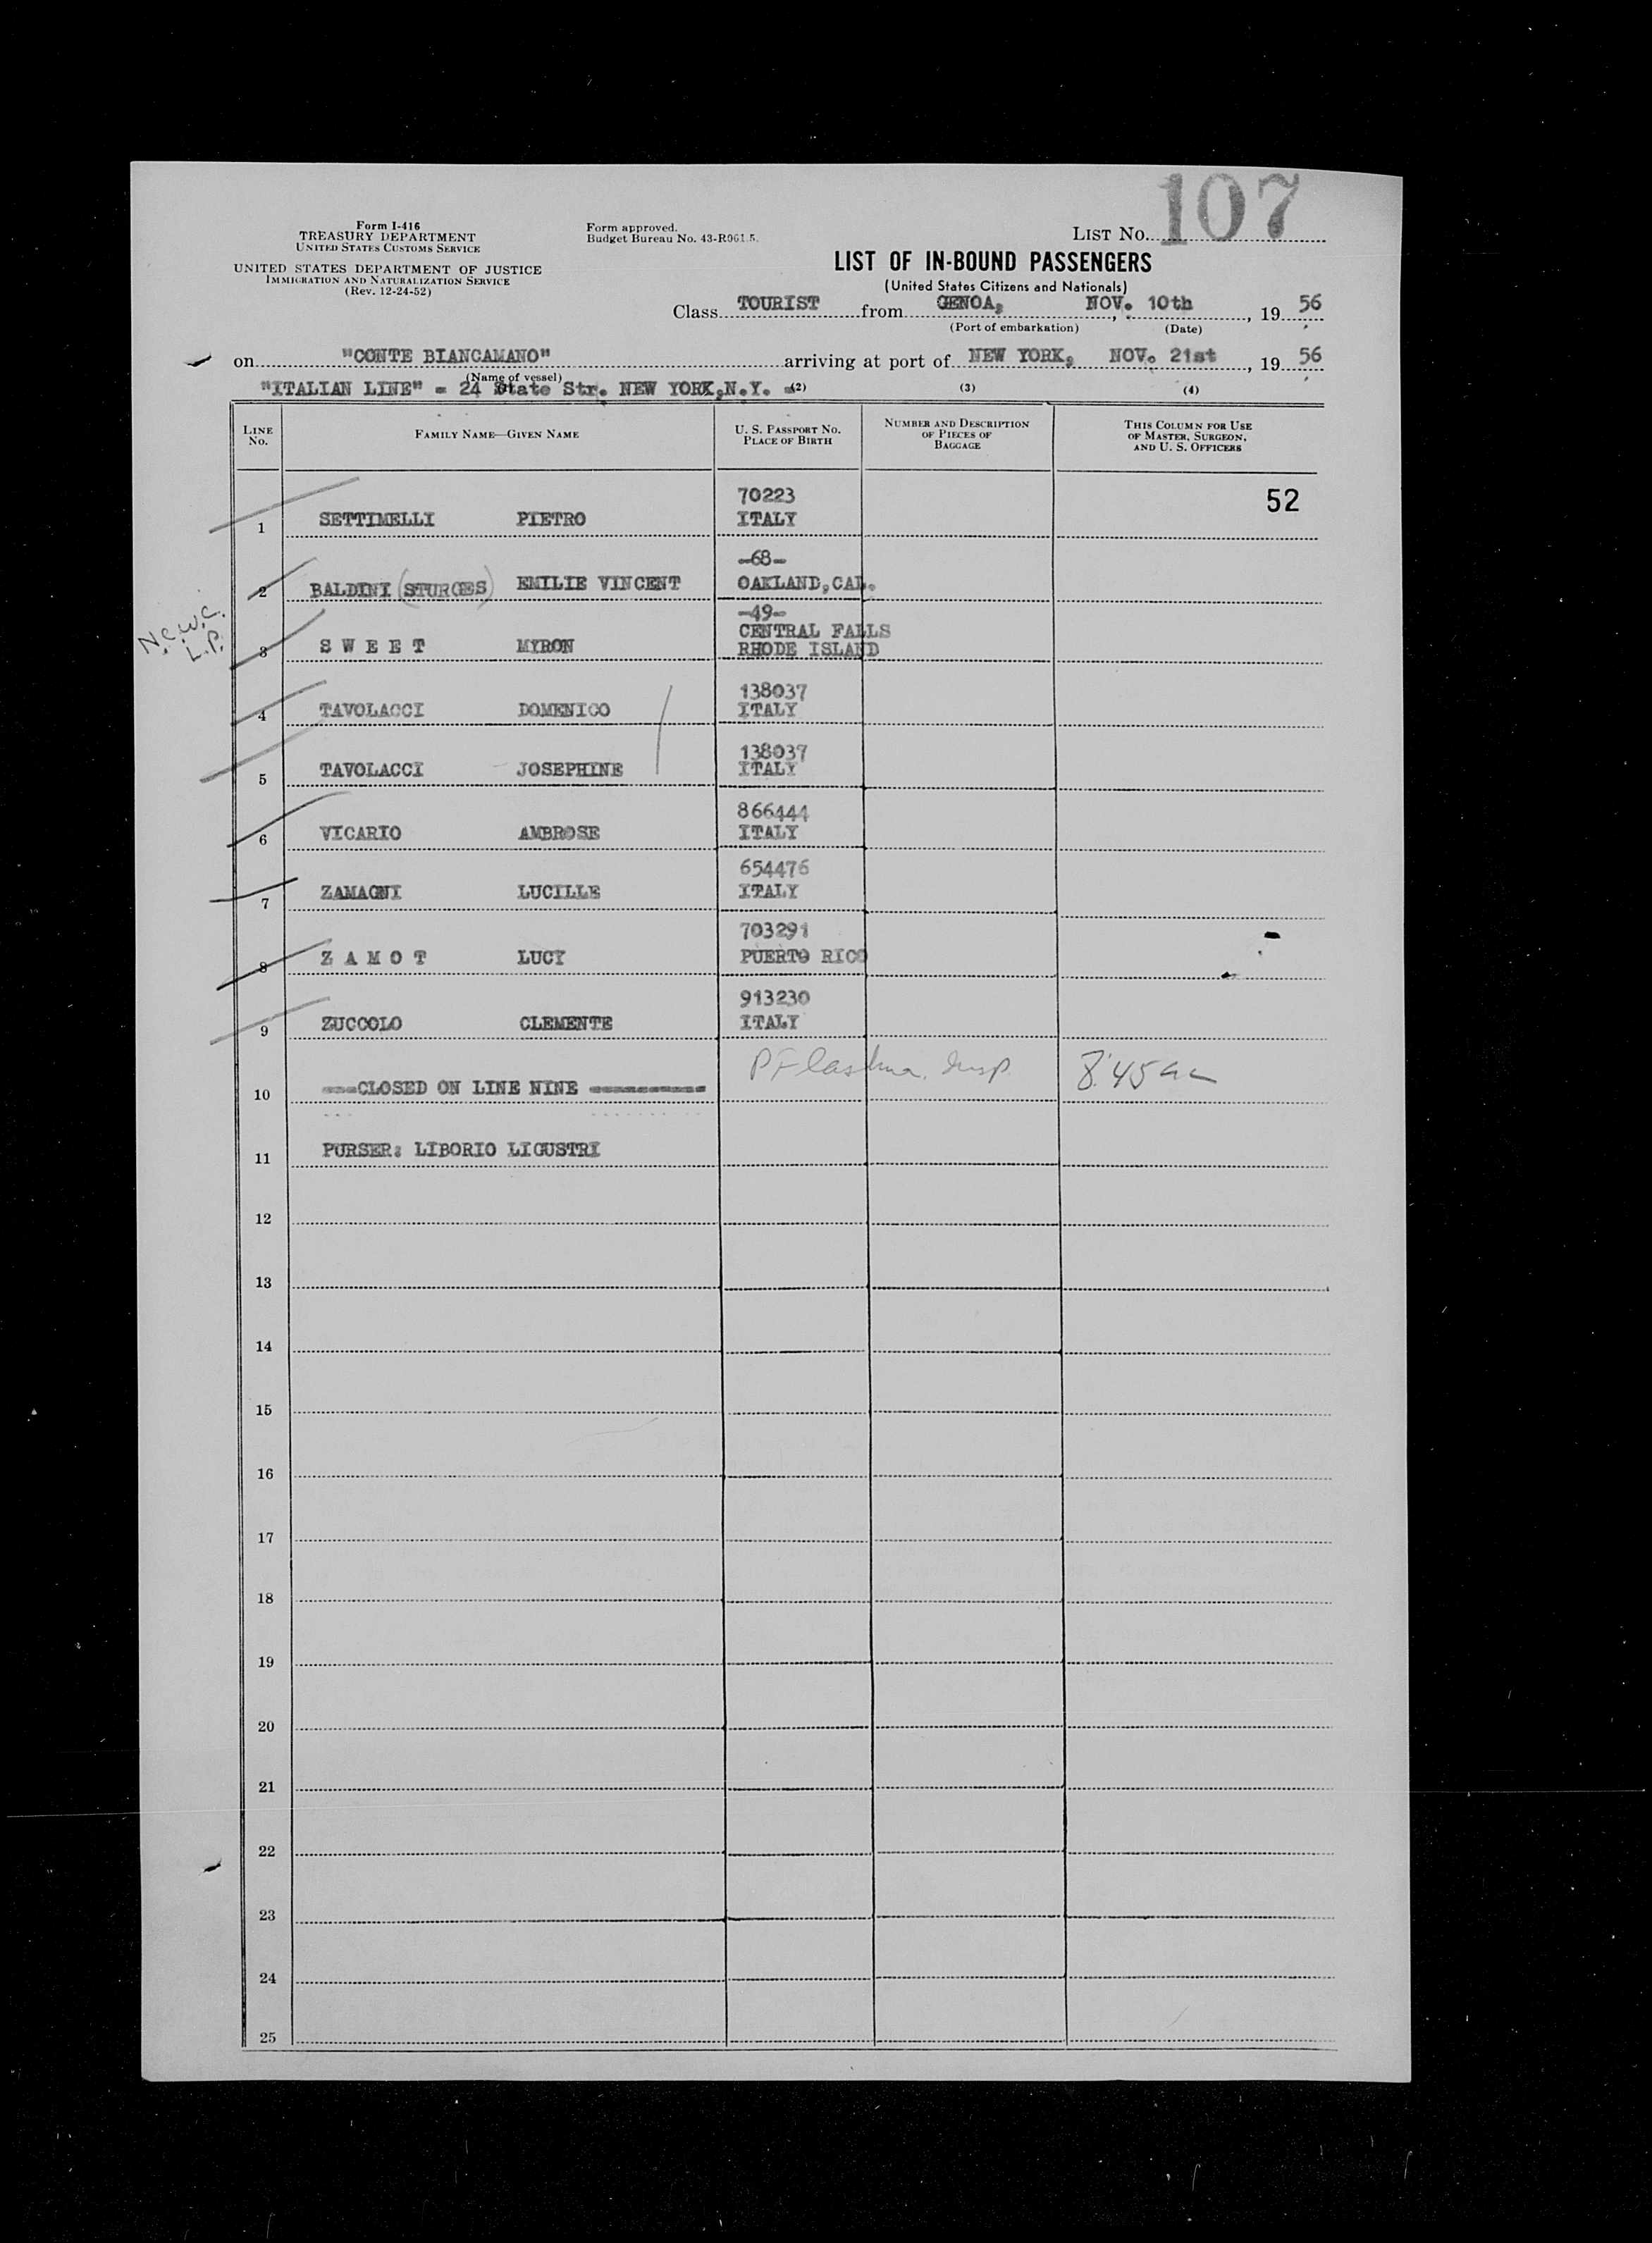 107
Form I-416
TREASURY DEPARTMENT
UNITED STATES CUSTOMS SERVICE
UNITED STATES DEPARTMENT OF JUSTICE
IMMIGRATION AND NATURALIZATION SERVICE
(Rev. 12-24-52)
Form approved.
Budget Bureau No. 43-R061.5.
LIST NO.
LIST OF IN-BOUND PASSENGERS
(United States Citizens and Nationals)
Class TOURIST from GENOA, NOV. 10th, 19 56
(Port of embarkation) (Date)
on "CONTE BIANCAMANO" arriving at port of NEW YORK, NOV. 21st, 19 56
(Name of vessel)
"ITALIAN LINE" - 24 State Str. NEW YORK,N.Y. - (2) (3) (4)
LINE No. FAMILY NAME—GIVEN NAME U. S. PASSPORT NO. PLACE OF BIRTH NUMBER AND DESCRIPTION OF PIECES OF BAGGAGE THIS COLUMN FOR USE OF MASTER, SURGEON, AND U. S. OFFICERS
70223 52
1 SETTIMELLI PIETRO ITALY
-68-
2 BALDINI (STURGES) EMILIE VINCENT OAKLAND,CAL.
N.C.W.C.
L.P.
-49-
CENTRAL FALLS
3 S W E E T MYRON RHODE ISLAND
138037
4 TAVOLACCI DOMENICO ITALY
138037
5 TAVOLACCI JOSEPHINE ITALY
866444
6 VICARIO AMBROSE ITALY
654476
7 ZAMAGNI LUCILLE ITALY
703291
8 Z A M O T LUCY PUERTO RICO
913230
9 ZUCCOLO CLEMENTE ITALY
Insp. 8:45 am
10 ---CLOSED ON LINE NINE ----------
11 PURSER: LIBORIO LIGUSTRI
12
13
14
15
16
17
18
19
20
21
22
23
24
25